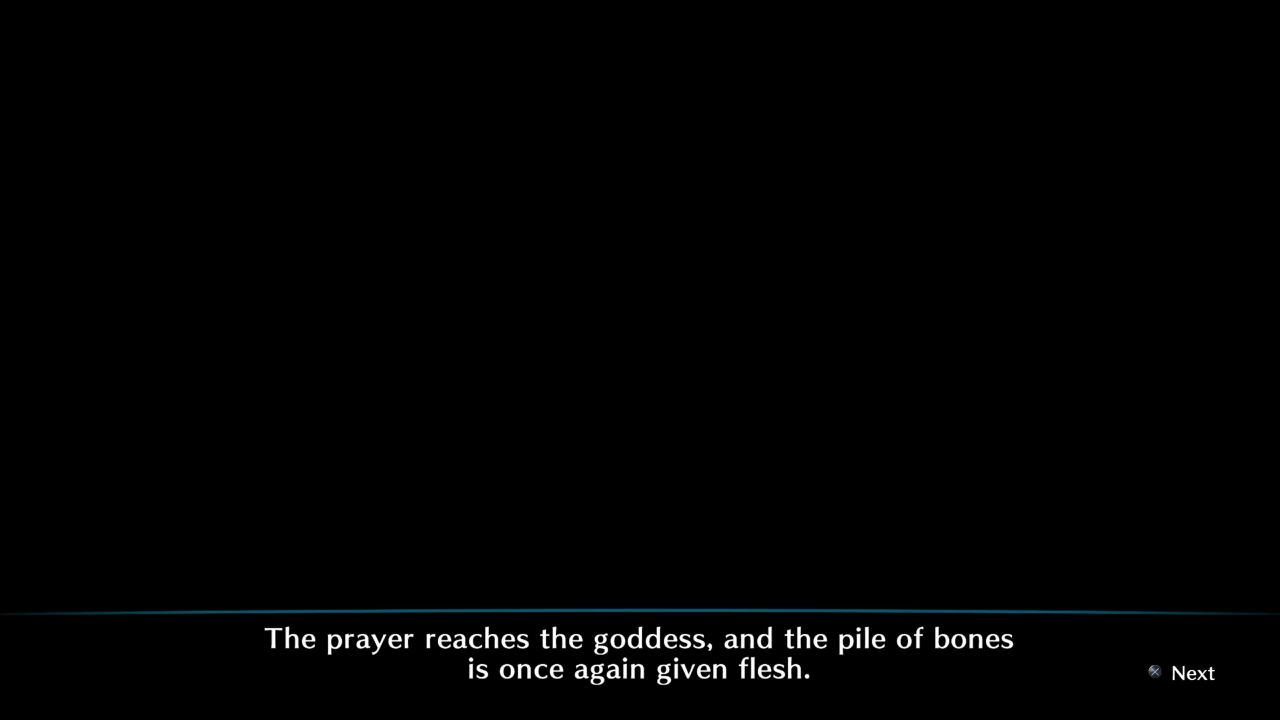 The prayer reaches the goddess, and the pile of bones
is once again given flesh.
Next